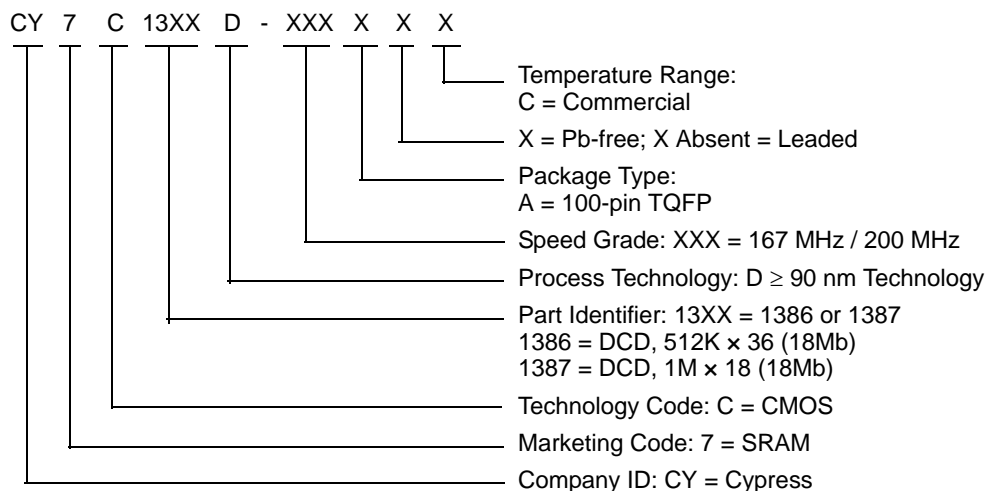 CY 7 C 13XX D - XXX X X X
Temperature Range:
C = Commercial
X = Pb-free; X Absent = Leaded
Package Type:
A = 100-pin TQFP
Speed Grade: XXX = 167 MHz / 200 MHz
Process Technology: D ≥ 90 nm Technology
Part Identifier: 13XX = 1386 or 1387
1386 = DCD, 512K × 36 (18Mb)
1387 = DCD, 1M × 18 (18Mb)
Technology Code: C = CMOS
Marketing Code: 7 = SRAM
Company ID: CY = Cypress